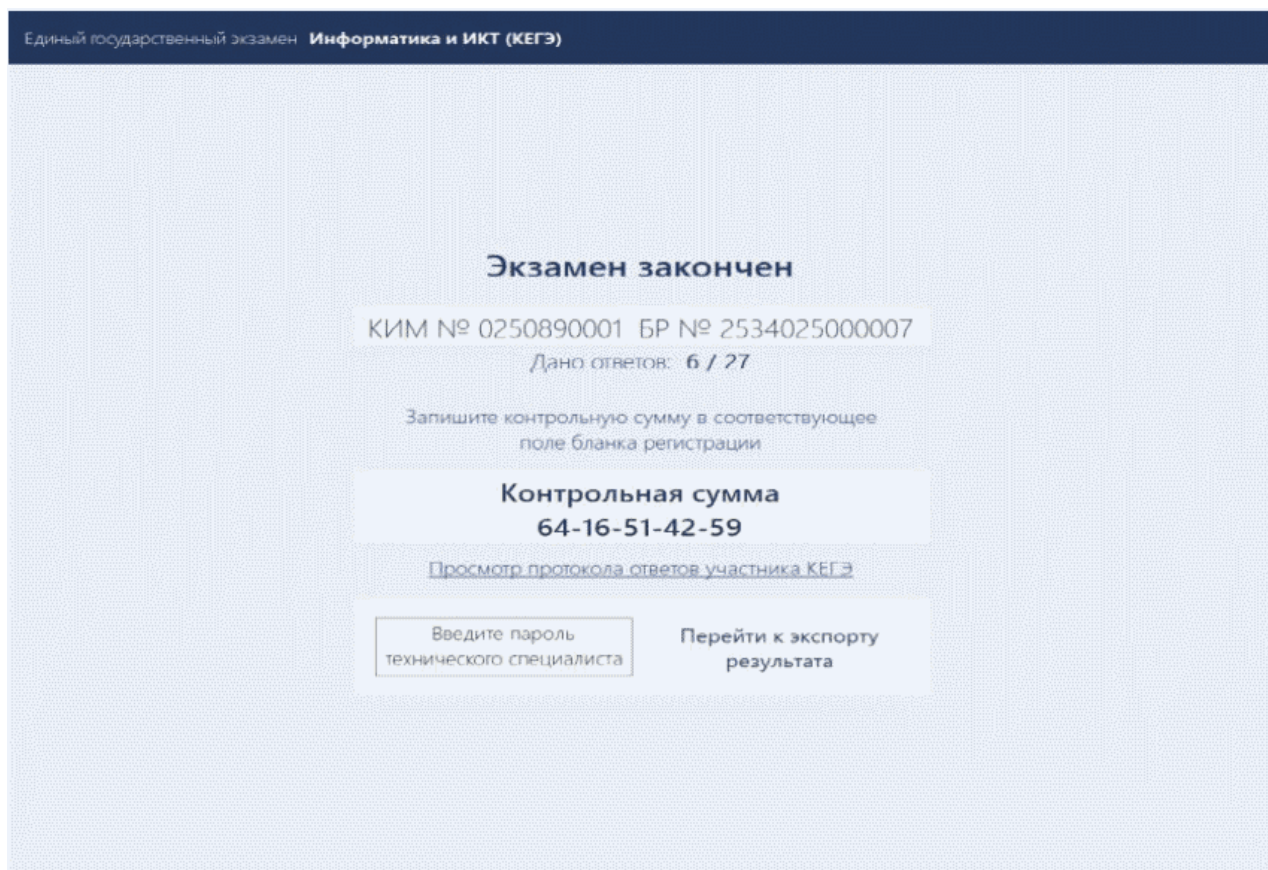 Единый государственный экзамен Информатика и ИКТ (КЕГЭ)
Экзамен закончен
КИМ № 0250890001 БР № 2534025000007
Дано ответов: 6 / 27
Запишите контрольную сумму в соответствующее
поле бланка регистрации
Контрольная сумма
64-16-51-42-59
Просмотр протокола ответов участника КЕГЭ
Введите пароль
технического специалиста
Перейти к экспорту
результата